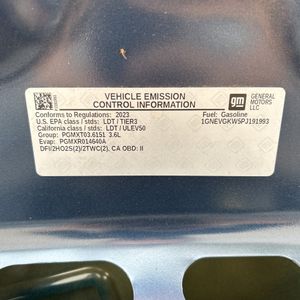 VEHICLE EMISSION
CONTROL INFORMATION
gm
GENERAL
MOTORS
LLC
Conforms to Regulations: 2023
Fuel: Gasoline
U.S. EPA class / stds: LDT / TIER3
1GNEVGKW5PJ191993
California class / stds: LDT / ULEV50
Group: PGMXT03.6151 3.6L
Evap: PGMXR014640A
DFI/2HO2S(2)/2TWC(2), CA OBD: II